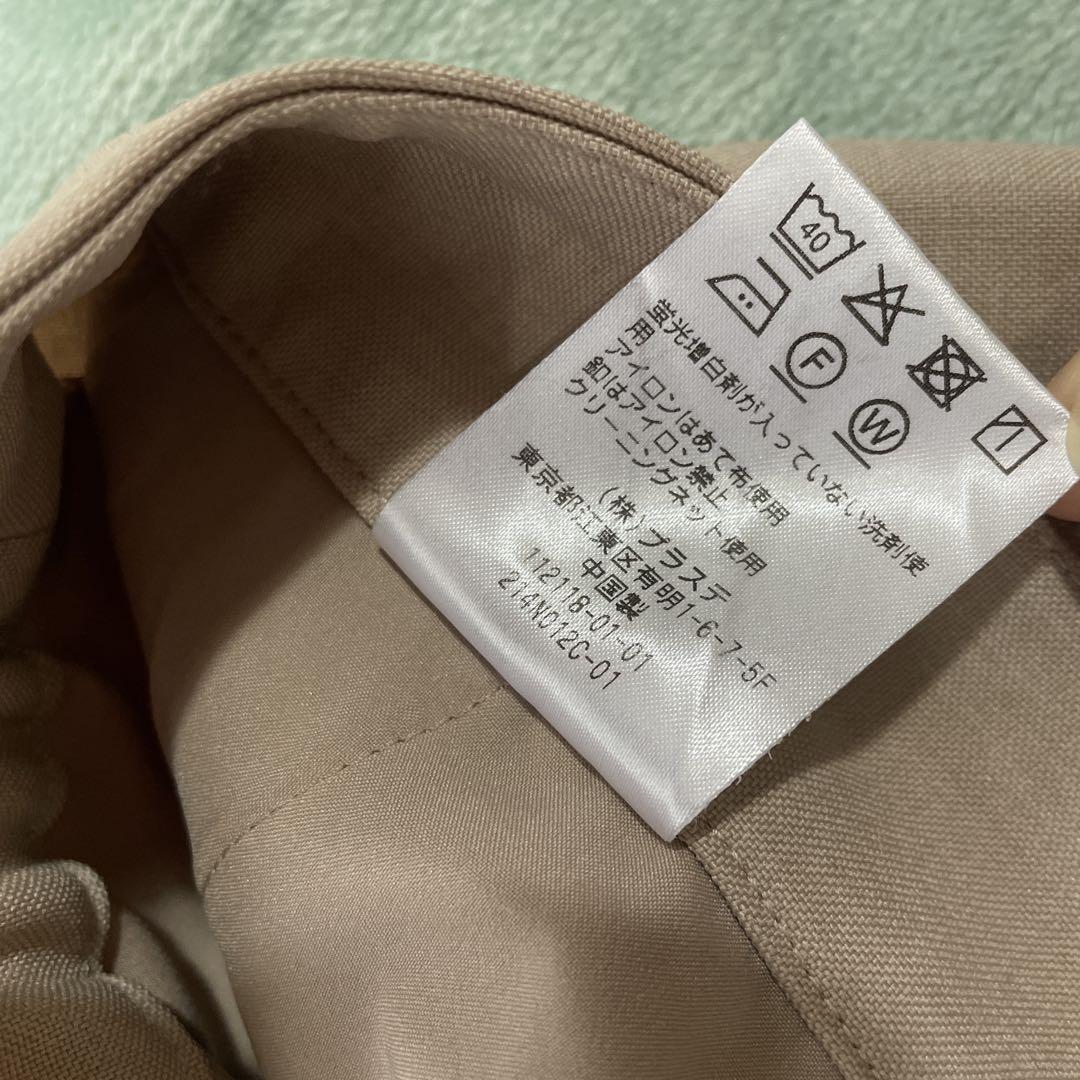 40
F
W
蛍光増白剤が入っていない洗剤使
用
アイロンはあて布使用
釦はアイロン禁止
クリーニングネット使用
(株)プラステ
東京都江東区有明1-6-7-5F
中国製
112118-01-01
214N012C-01